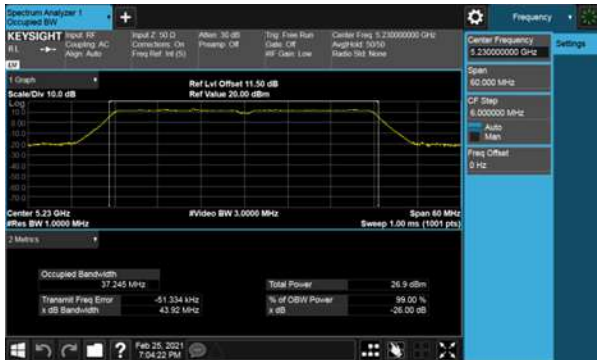 Spectrum Analyzer 1
Occupied BW
+
Frequency
KEYSIGHT
Input: RF
Coupling: AC
Align: Auto
Input Z: 50 Ω
Corrections: On
Freq Ref: Int (S)
Atten: 30 dB
Preamp: Off
Trig: Free Run
Gate: Off
#IF Gain: Low
Center Freq: 5.230000000 GHz
Avg|Hold: 50/50
Radio Std: None
RL
Center Frequency
5.230000000 GHz
Settings
Span
60.000 MHz
CF Step
6.000000 MHz
Auto
Man
Freq Offset
0 Hz
1 Graph
Scale/Div 10.0 dB
Ref Lvl Offset 11.50 dB
Ref Value 20.00 dBm
Log
10.0
0.00
-10.0
-20.0
-30.0
-40.0
-50.0
-60.0
-70.0
Center 5.23 GHz
#Res BW 1.0000 MHz
#Video BW 3.0000 MHz
Span 60 MHz
Sweep 1.00 ms (1001 pts)
2 Metrics
Occupied Bandwidth
37.245 MHz
Total Power
26.9 dBm
Transmit Freq Error
-51.334 kHz
% of OBW Power
99.00 %
x dB Bandwidth
43.92 MHz
x dB
-26.00 dB
?
Feb 25, 2021
7:04:22 PM